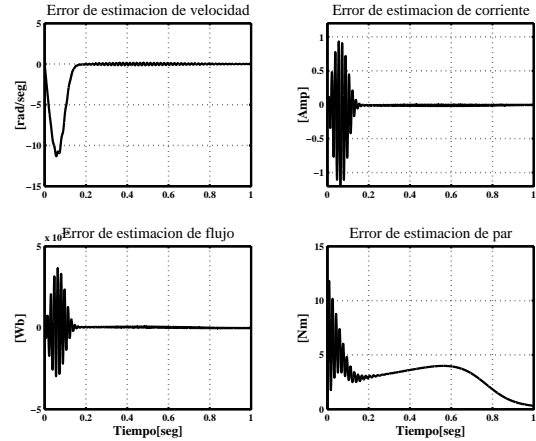 Error de estimacion de velocidad
5
0
−5
−10
−15
[rad/seg]
0 0.2 0.4 0.6 0.8 1
Error de estimacion de corriente
1
0.5
0
−0.5
−1
[Amp]
0 0.2 0.4 0.6 0.8 1
Error de estimacion de flujo
x 10
5
0
−5
[Wb]
0 0.2 0.4 0.6 0.8 1
Tiempo[seg]
Error de estimacion de par
15
10
5
0
[Nm]
0 0.2 0.4 0.6 0.8 1
Tiempo[seg]